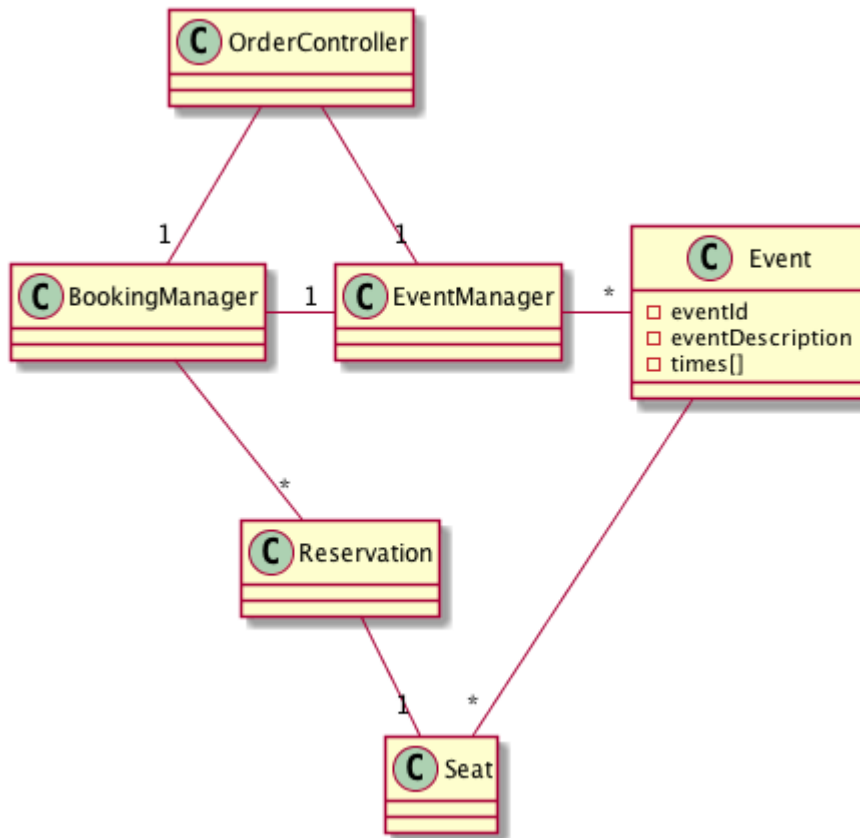 C OrderController
1
1
C BookingManager
1
C EventManager
*
C Event
eventId
eventDescription
times[]
*
C Reservation
1
*
C Seat